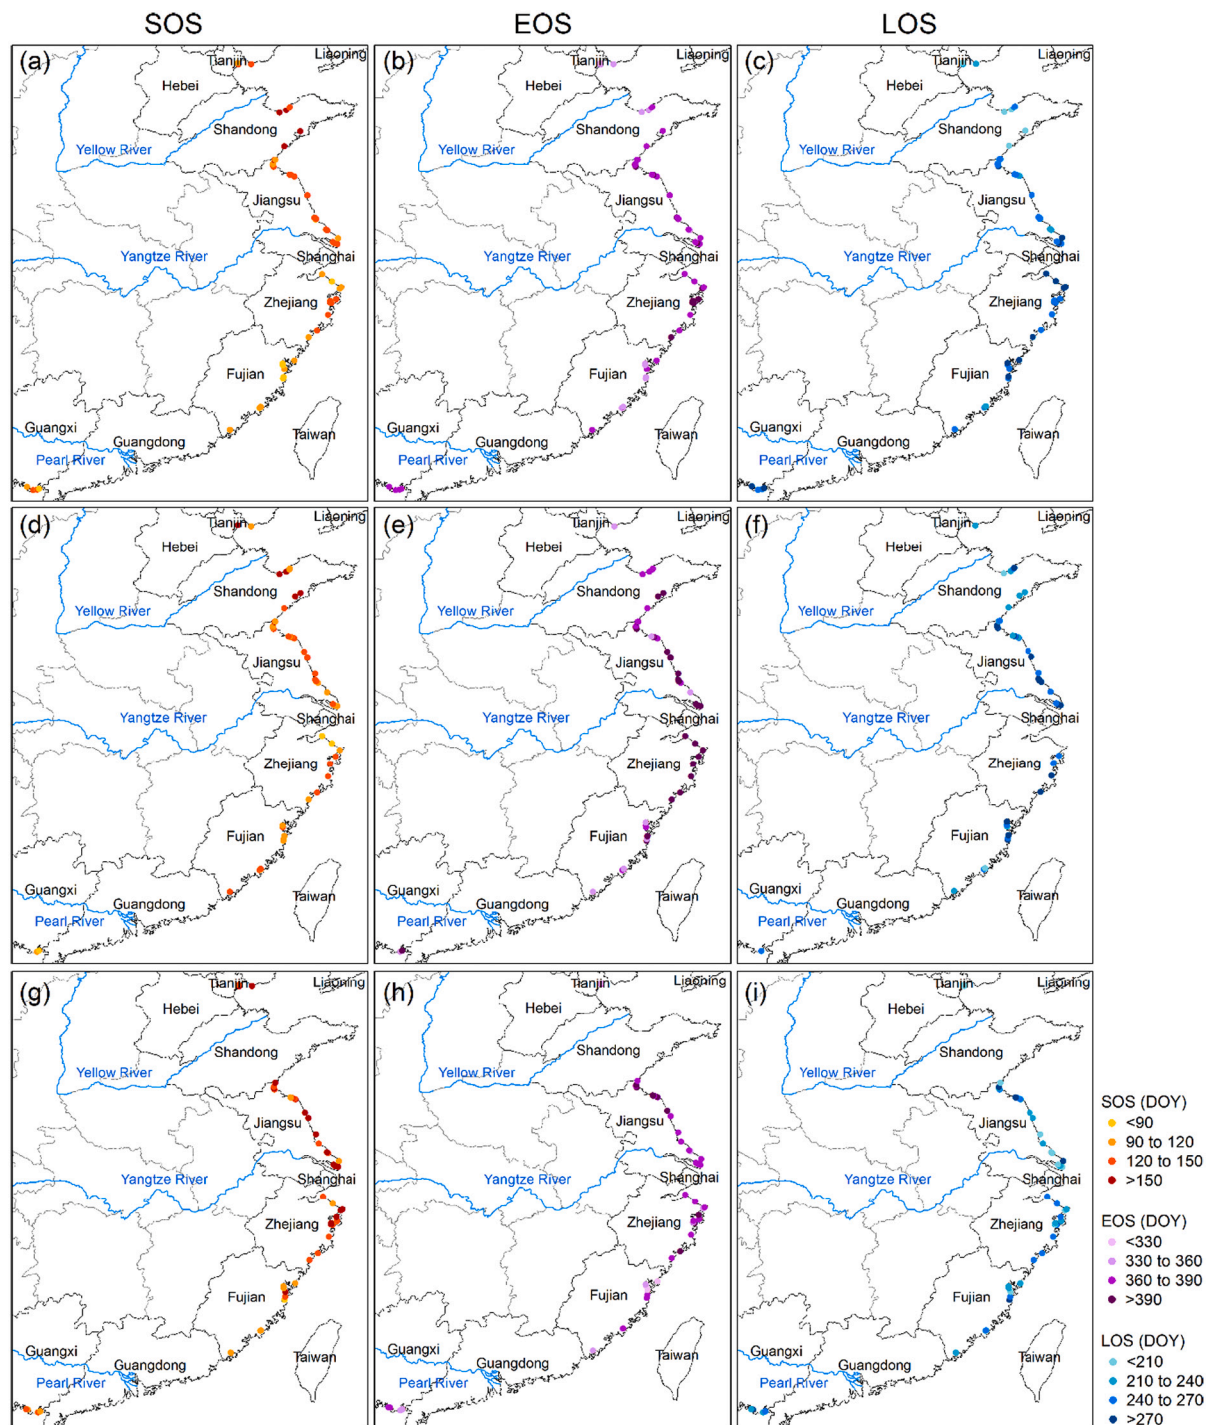 SOS EOS LOS
(a) Tianjin Liaoning
Hebei
Shandong
Yellow River
Jiangsu
Yangtze River
Shanghai
Zhejiang
Fujian
Guangxi
Guangdong
Taiwan
Pearl River
(b) Tianjin Liaoning
Hebei
Shandong
Yellow River
Jiangsu
Yangtze River
Shanghai
Zhejiang
Fujian
Guangxi
Guangdong
Taiwan
Pearl River
(c) Tianjin Liaoning
Hebei
Shandong
Yellow River
Jiangsu
Yangtze River
Shanghai
Zhejiang
Fujian
Guangxi
Guangdong
Taiwan
Pearl River
(d) Tianjin Liaoning
Hebei
Shandong
Yellow River
Jiangsu
Yangtze River
Shanghai
Zhejiang
Fujian
Guangxi
Guangdong
Taiwan
Pearl River
(e) Tianjin Liaoning
Hebei
Shandong
Yellow River
Jiangsu
Yangtze River
Shanghai
Zhejiang
Fujian
Guangxi
Guangdong
Taiwan
Pearl River
(f) Tianjin Liaoning
Hebei
Shandong
Yellow River
Jiangsu
Yangtze River
Shanghai
Zhejiang
Fujian
Guangxi
Guangdong
Taiwan
Pearl River
(g) Tianjin Liaoning
Hebei
Shandong
Yellow River
Jiangsu
Yangtze River
Shanghai
Zhejiang
Fujian
Guangxi
Guangdong
Taiwan
Pearl River
(h) Tianjin Liaoning
Hebei
Shandong
Yellow River
Jiangsu
Yangtze River
Shanghai
Zhejiang
Fujian
Guangxi
Guangdong
Taiwan
Pearl River
(i) Tianjin Liaoning
Hebei
Shandong
Yellow River
Jiangsu
Yangtze River
Shanghai
Zhejiang
Fujian
Guangxi
Guangdong
Taiwan
Pearl River
SOS (DOY)
<90
90 to 120
120 to 150
>150
EOS (DOY)
<330
330 to 360
360 to 390
>390
LOS (DOY)
<210
210 to 240
240 to 270
>270